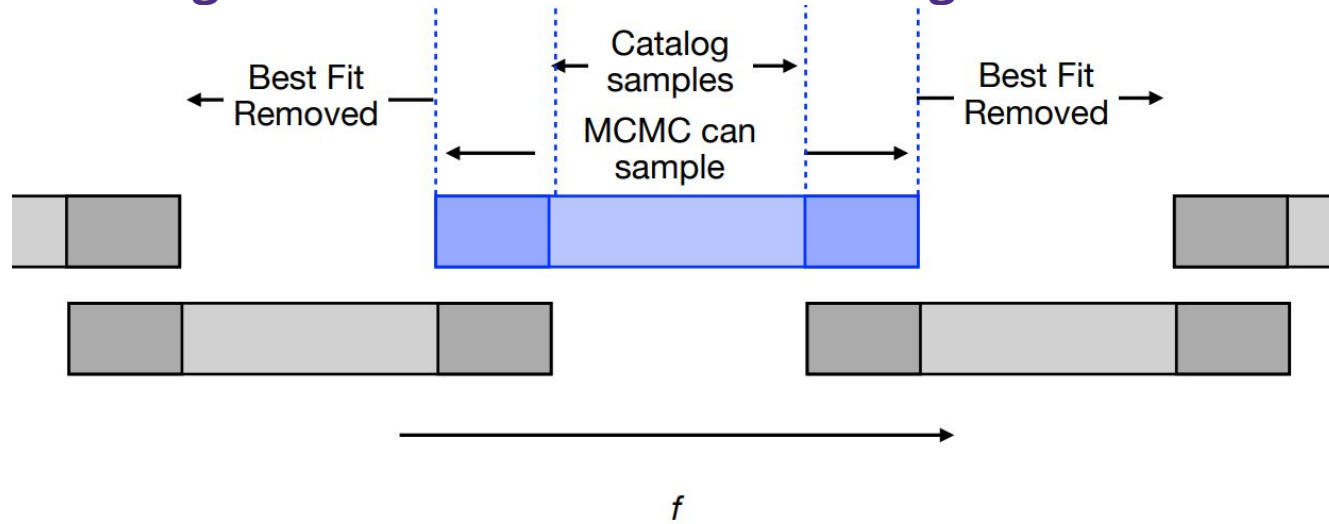 Catalog
samples
Best Fit
Removed
Best Fit
Removed
MCMC can
sample
f